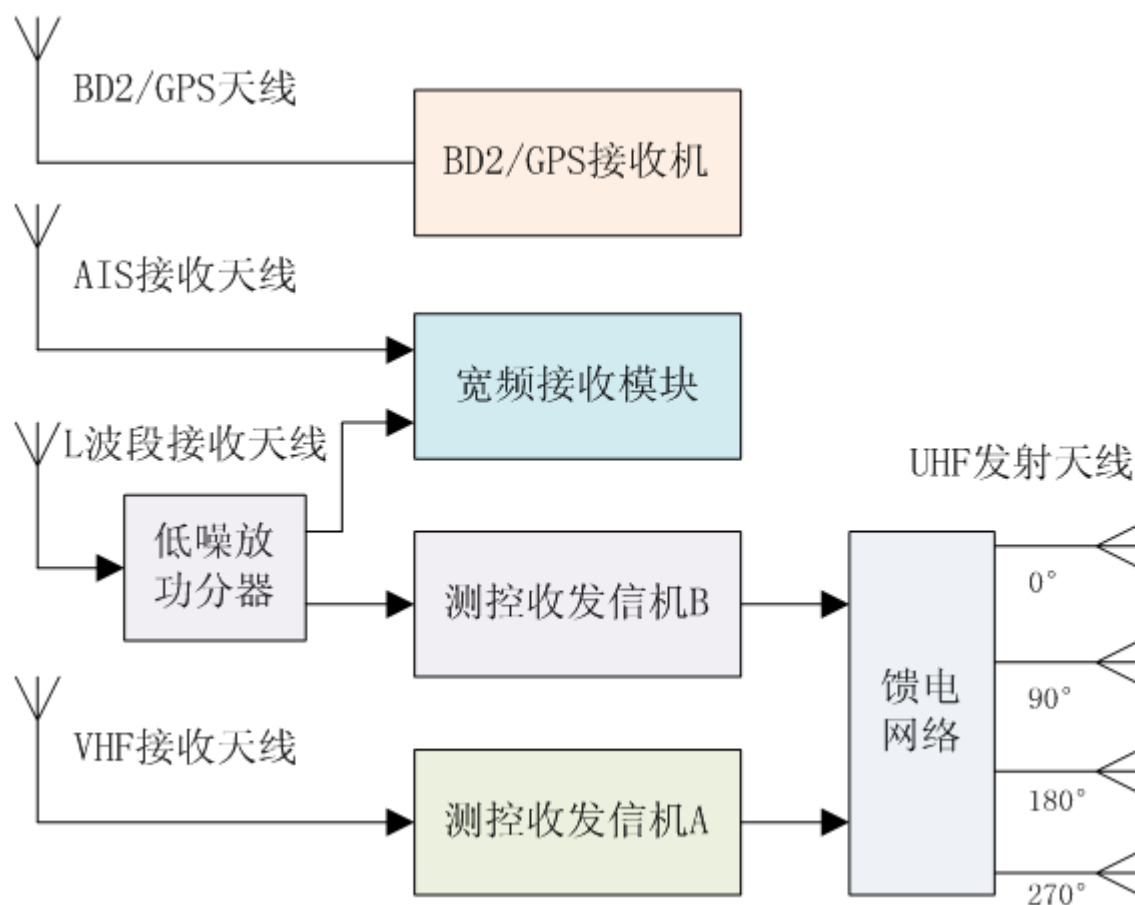 BD2/GPS天线
BD2/GPS接收机
AIS接收天线
宽频接收模块
L波段接收天线
UHF发射天线
低噪放
功分器
测控收发信机B
0°
馈电
网络
90°
VHF接收天线
测控收发信机A
180°
270°